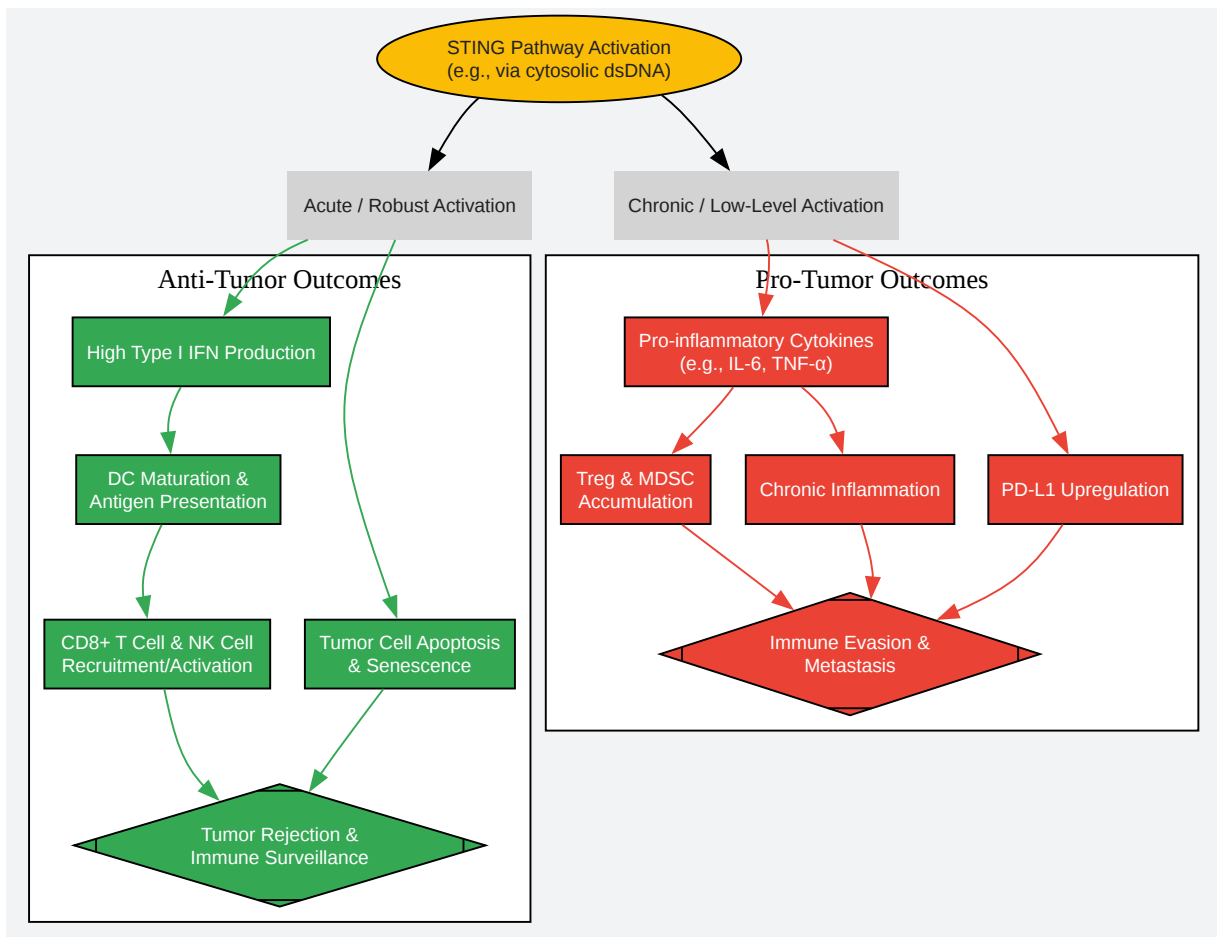 STING Pathway Activation
(e.g., via cytosolic dsDNA)
Acute / Robust Activation
Chronic / Low-Level Activation
Anti-Tumor Outcomes
High Type I IFN Production
DC Maturation &
Antigen Presentation
CD8+ T Cell & NK Cell
Recruitment/Activation
Tumor Cell Apoptosis
& Senescence
Tumor Rejection &
Immune Surveillance
Pro-Tumor Outcomes
Pro-inflammatory Cytokines
(e.g., IL-6, TNF-α)
Treg & MDSC
Accumulation
Chronic Inflammation
PD-L1 Upregulation
Immune Evasion &
Metastasis